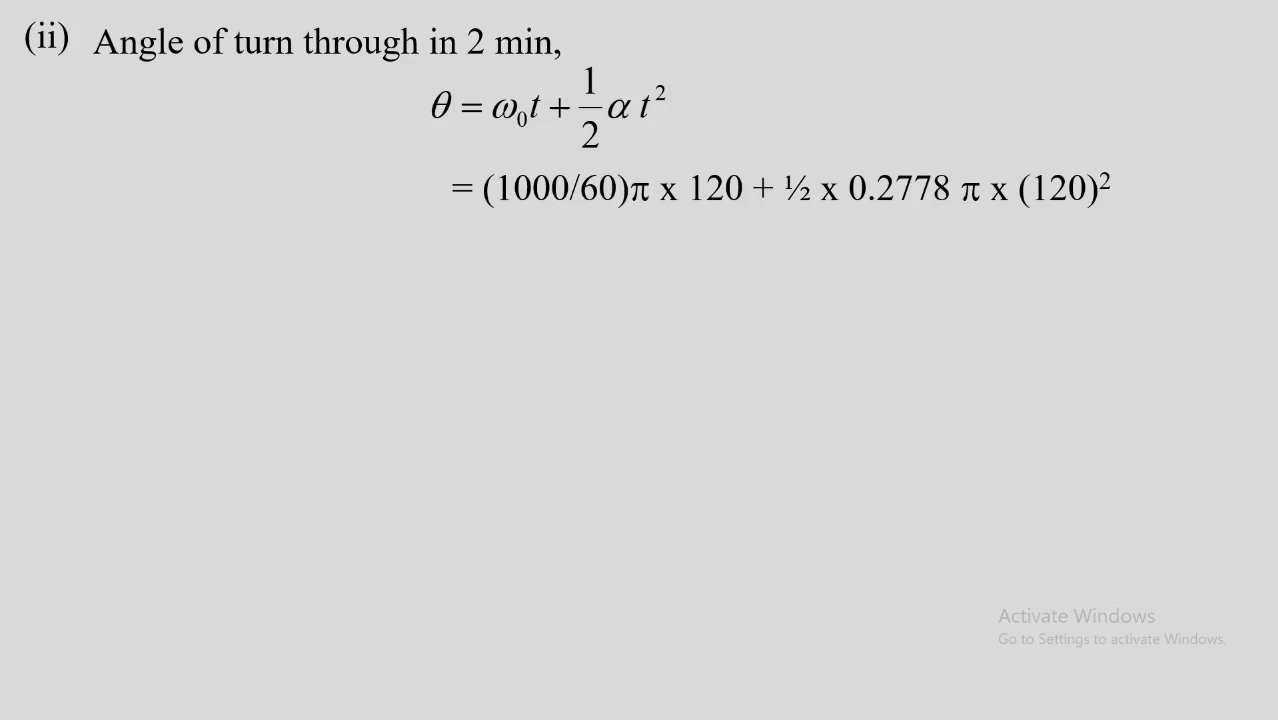 (ii) Angle of turn through in 2 min,
θ = ω₀t + 1/2 α t²
= (1000/60)π x 120 + ½ x 0.2778 π x (120)²
Activate Windows
Go to Settings to activate Windows.